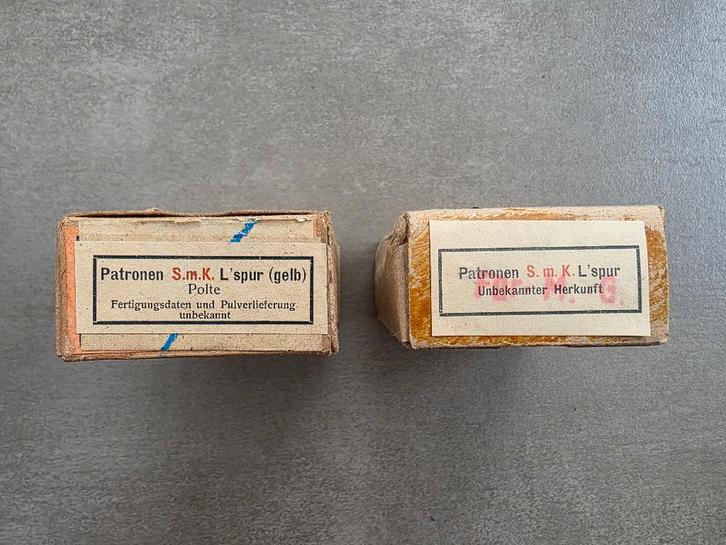 Patronen S.m.K. L'spur (gelb)
Polte
Fertigungsdaten und Pulverlieferung
unbekannt
Patronen S.m.K. L'spur
Unbekannter Herkunft